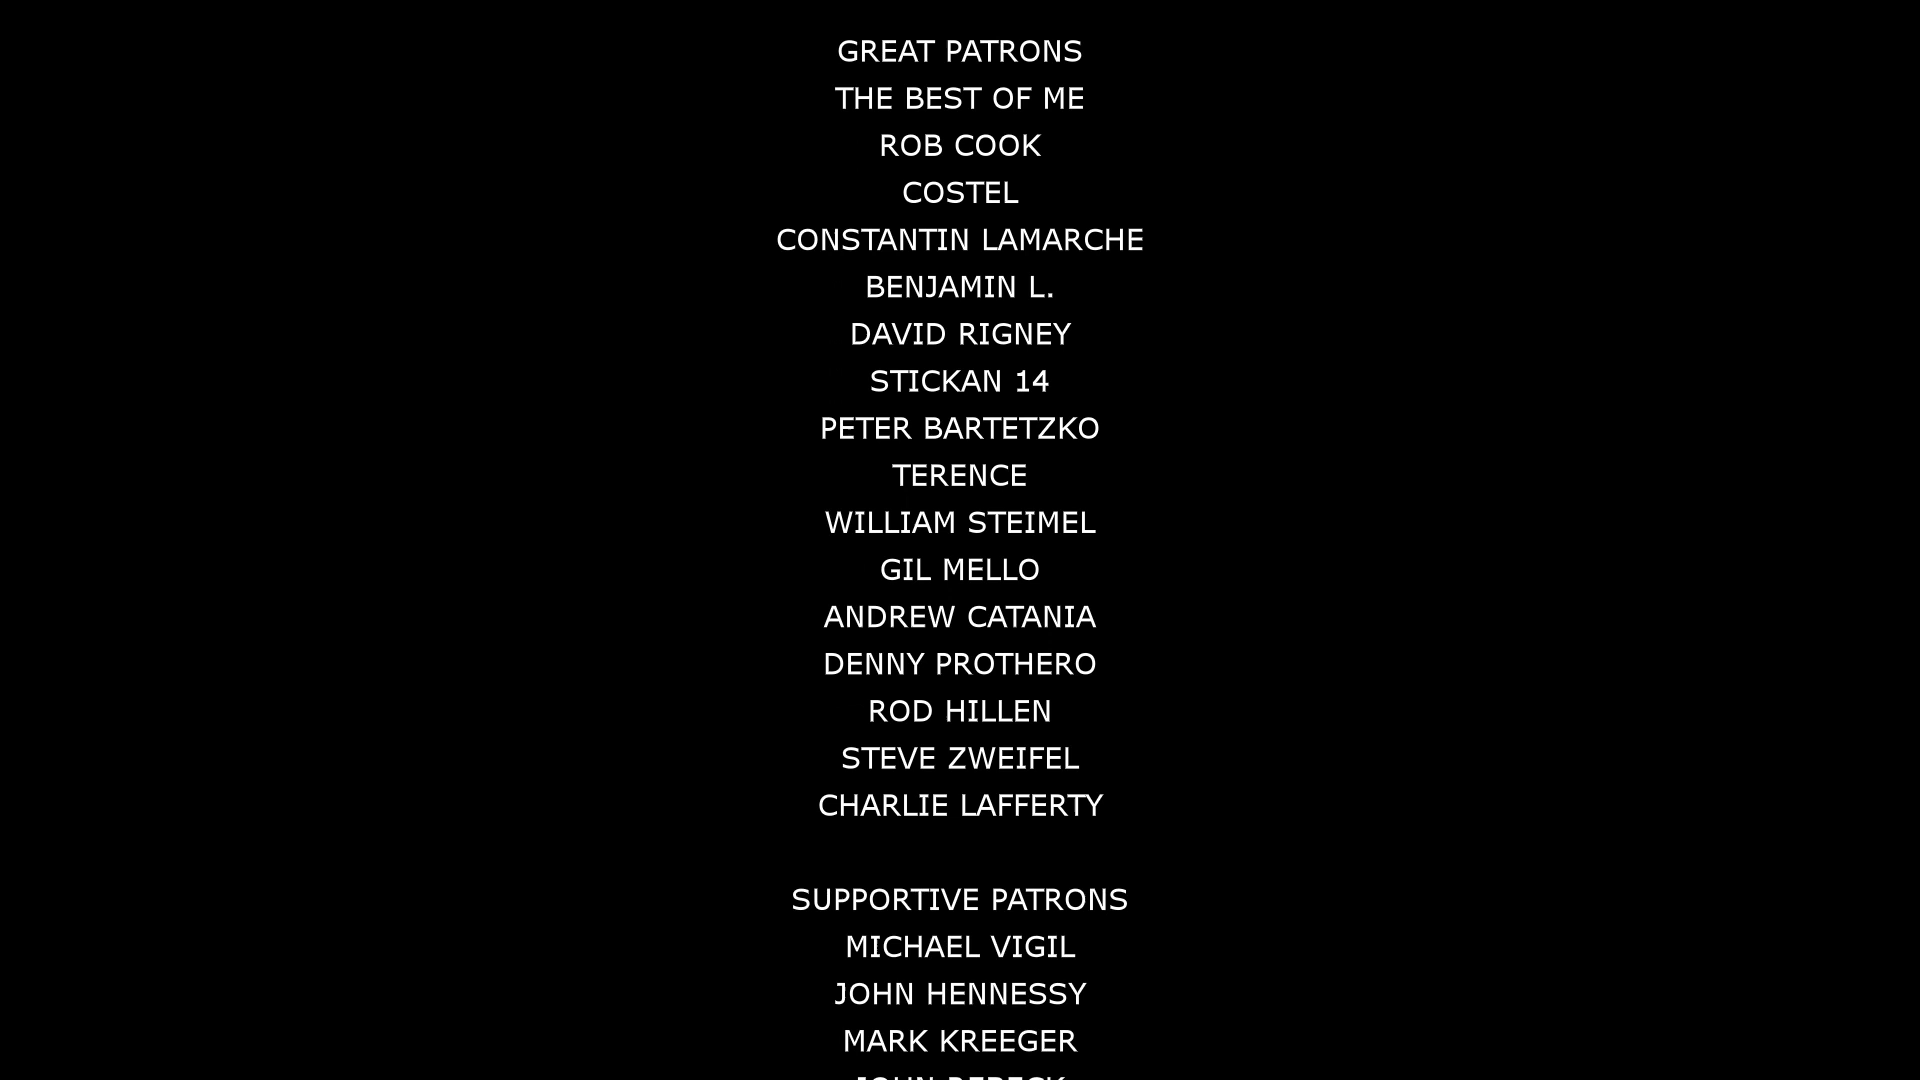 GREAT PATRONS
THE BEST OF ME
ROB COOK
COSTEL
CONSTANTIN LAMARCHE
BENJAMIN L.
DAVID RIGNEY
STICKAN 14
PETER BARTETZKO
TERENCE
WILLIAM STEIMEL
GIL MELLO
ANDREW CATANIA
DENNY PROTHERO
ROD HILLEN
STEVE ZWEIFEL
CHARLIE LAFFERTY
SUPPORTIVE PATRONS
MICHAEL VIGIL
JOHN HENNESSY
MARK KREEGER
JOHN